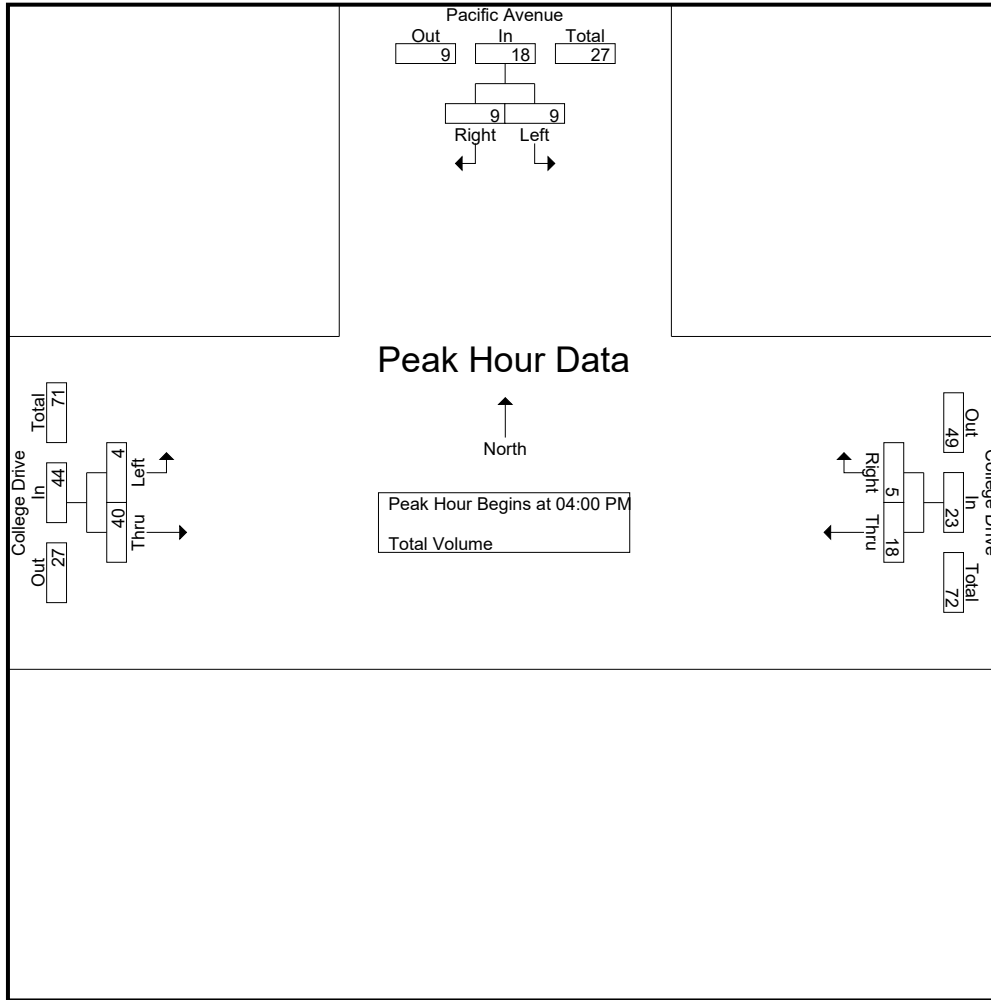 Pacific Avenue
Out In Total
9 18 27
9 9
Right Left
Peak Hour Data
North
Peak Hour Begins at 04:00 PM
Total Volume
College Drive
Out In Total
27 44 71
Thru Left
40 4
College Drive
Out In Total
49 23 72
Right Thru
5 18